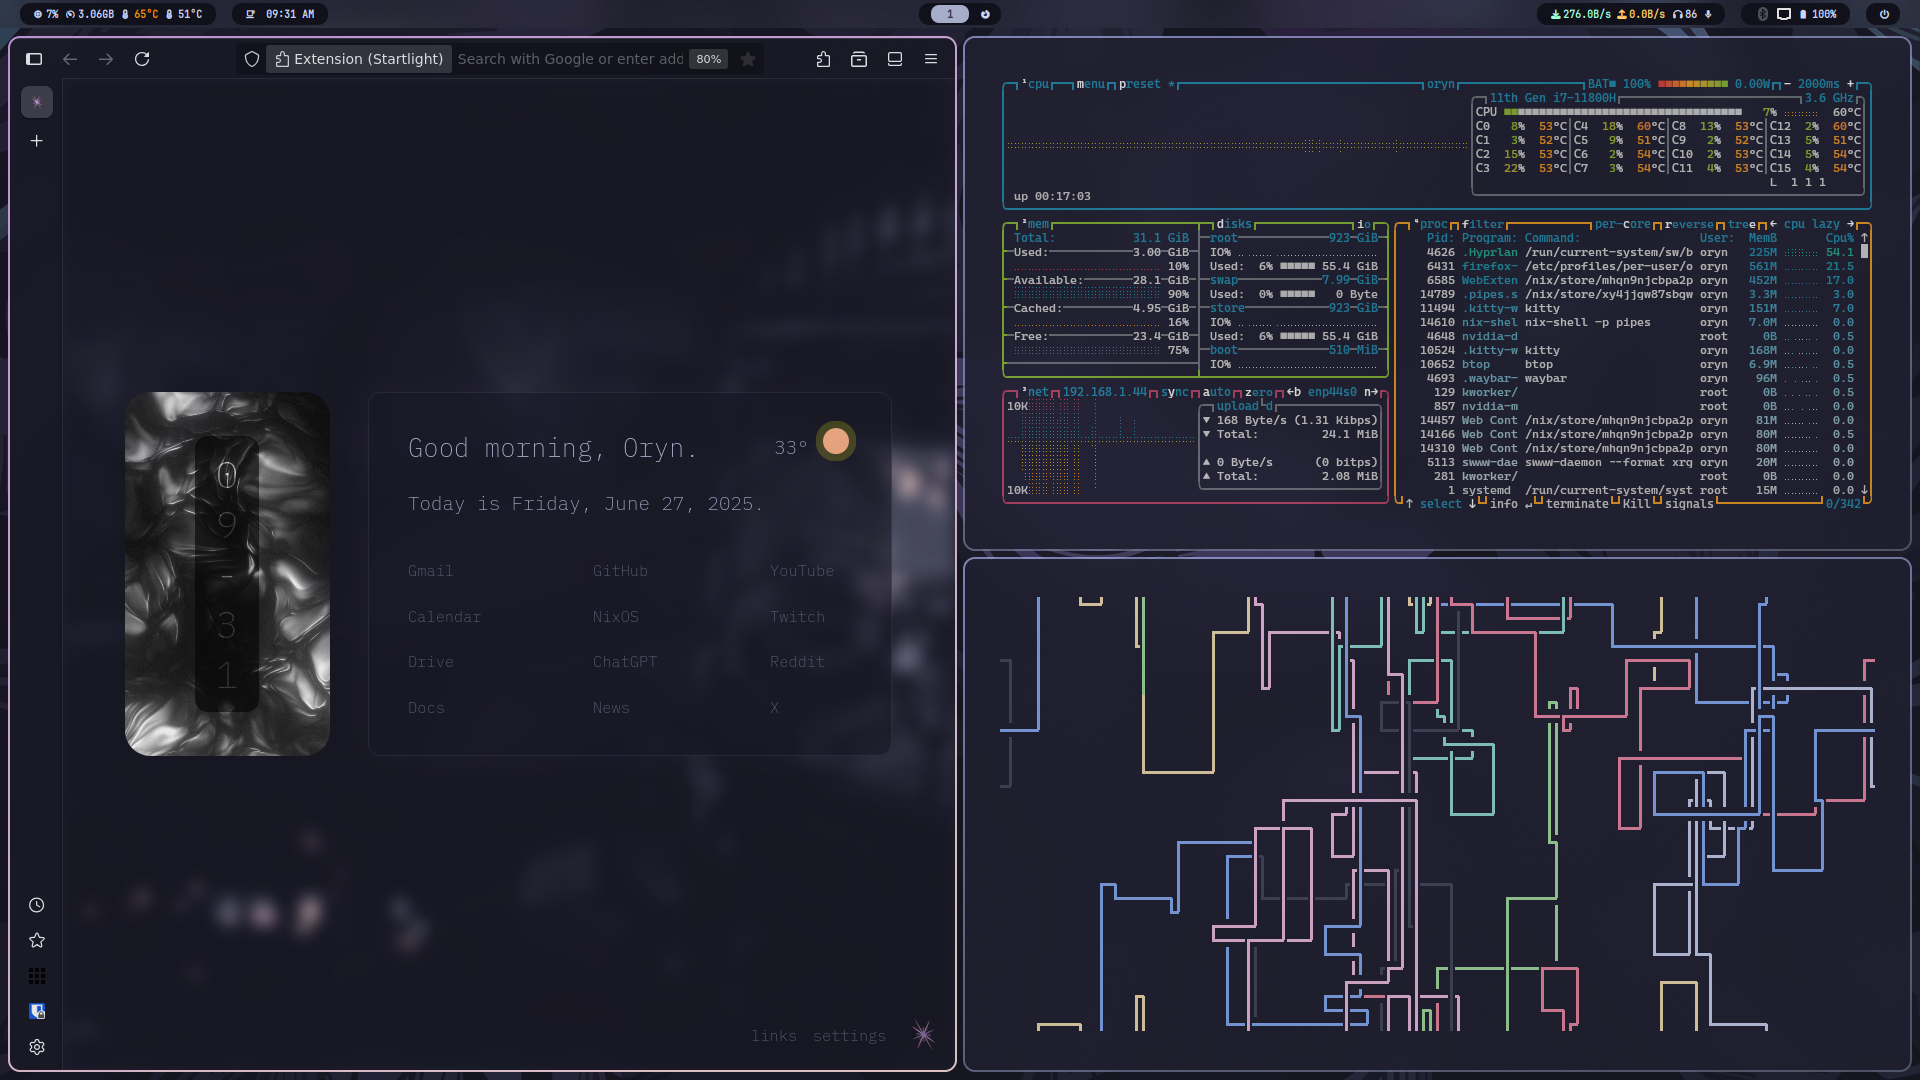 7% 3.06GB 65°C 51°C
09:31 AM
1
276.0B/s 0.0B/s 86
100%
Extension (Startlight) Search with Google or enter add 80%
0
9
-
3
1
Good morning, Oryn. 33°
Today is Friday, June 27, 2025.
Gmail GitHub YouTube
Calendar NixOS Twitch
Drive ChatGPT Reddit
Docs News X
links settings
¹cpu menu preset * oryn BAT■ 100% 0.00W - 2000ms +
11th Gen i7-11800H 3.6 GHz
CPU 7% 60°C
C0 8% 53°C C4 18% 60°C C8 13% 53°C C12 2% 60°C
C1 3% 52°C C5 9% 51°C C9 2% 52°C C13 5% 51°C
C2 15% 53°C C6 2% 54°C C10 2% 53°C C14 5% 54°C
C3 22% 53°C C7 3% 54°C C11 4% 53°C C15 4% 54°C
L 1 1 1
up 00:17:03
²mem disks io
Total: 31.1 GiB
Used: 3.00 GiB
10%
Available: 28.1 GiB
90%
Cached: 4.95 GiB
16%
Free: 23.4 GiB
75%
root 923 GiB
IO%
Used: 6% 55.4 GiB
swap 7.99 GiB
Used: 0% 0 Byte
store 923 GiB
IO%
Used: 6% 55.4 GiB
boot 510 MiB
IO%
³net 192.168.1.44 sync auto zero ←b enp44s0 n→
10K
10K
upload d
▼ 168 Byte/s (1.31 Kibps)
▼ Total: 24.1 MiB
▲ 0 Byte/s (0 bitps)
▲ Total: 2.08 MiB
⁴proc filter per-core reverse tree ← cpu lazy →
Pid: Program: Command: User: MemB Cpu% ↑
4626 .Hyprlan /run/current-system/sw/b oryn 225M 54.1
6431 firefox- /etc/profiles/per-user/o oryn 561M 21.5
6585 WebExten /nix/store/mhqn9njcbpa2p oryn 452M 17.0
14789 .pipes.s /nix/store/xy4jjgw87sbqw oryn 3.3M 3.0
11494 .kitty-w kitty oryn 151M 7.0
14610 nix-shel nix-shell -p pipes oryn 7.0M 0.0
4648 nvidia-d root 0B 0.5
10524 .kitty-w kitty oryn 168M 0.5
10652 btop btop oryn 6.9M 0.5
4693 .waybar- waybar oryn 96M 0.5
129 kworker/ root 0B 0.5
857 nvidia-m root 0B 0.0
14457 Web Cont /nix/store/mhqn9njcbpa2p oryn 81M 0.0
14166 Web Cont /nix/store/mhqn9njcbpa2p oryn 80M 0.5
14310 Web Cont /nix/store/mhqn9njcbpa2p oryn 80M 0.0
5113 swww-dae swww-daemon --format xrg oryn 20M 0.0
281 kworker/ root 0B 0.0
1 systemd /run/current-system/syst root 15M 0.0 ↓
↑ select ↓ info ↵ terminate Kill signals 0/342